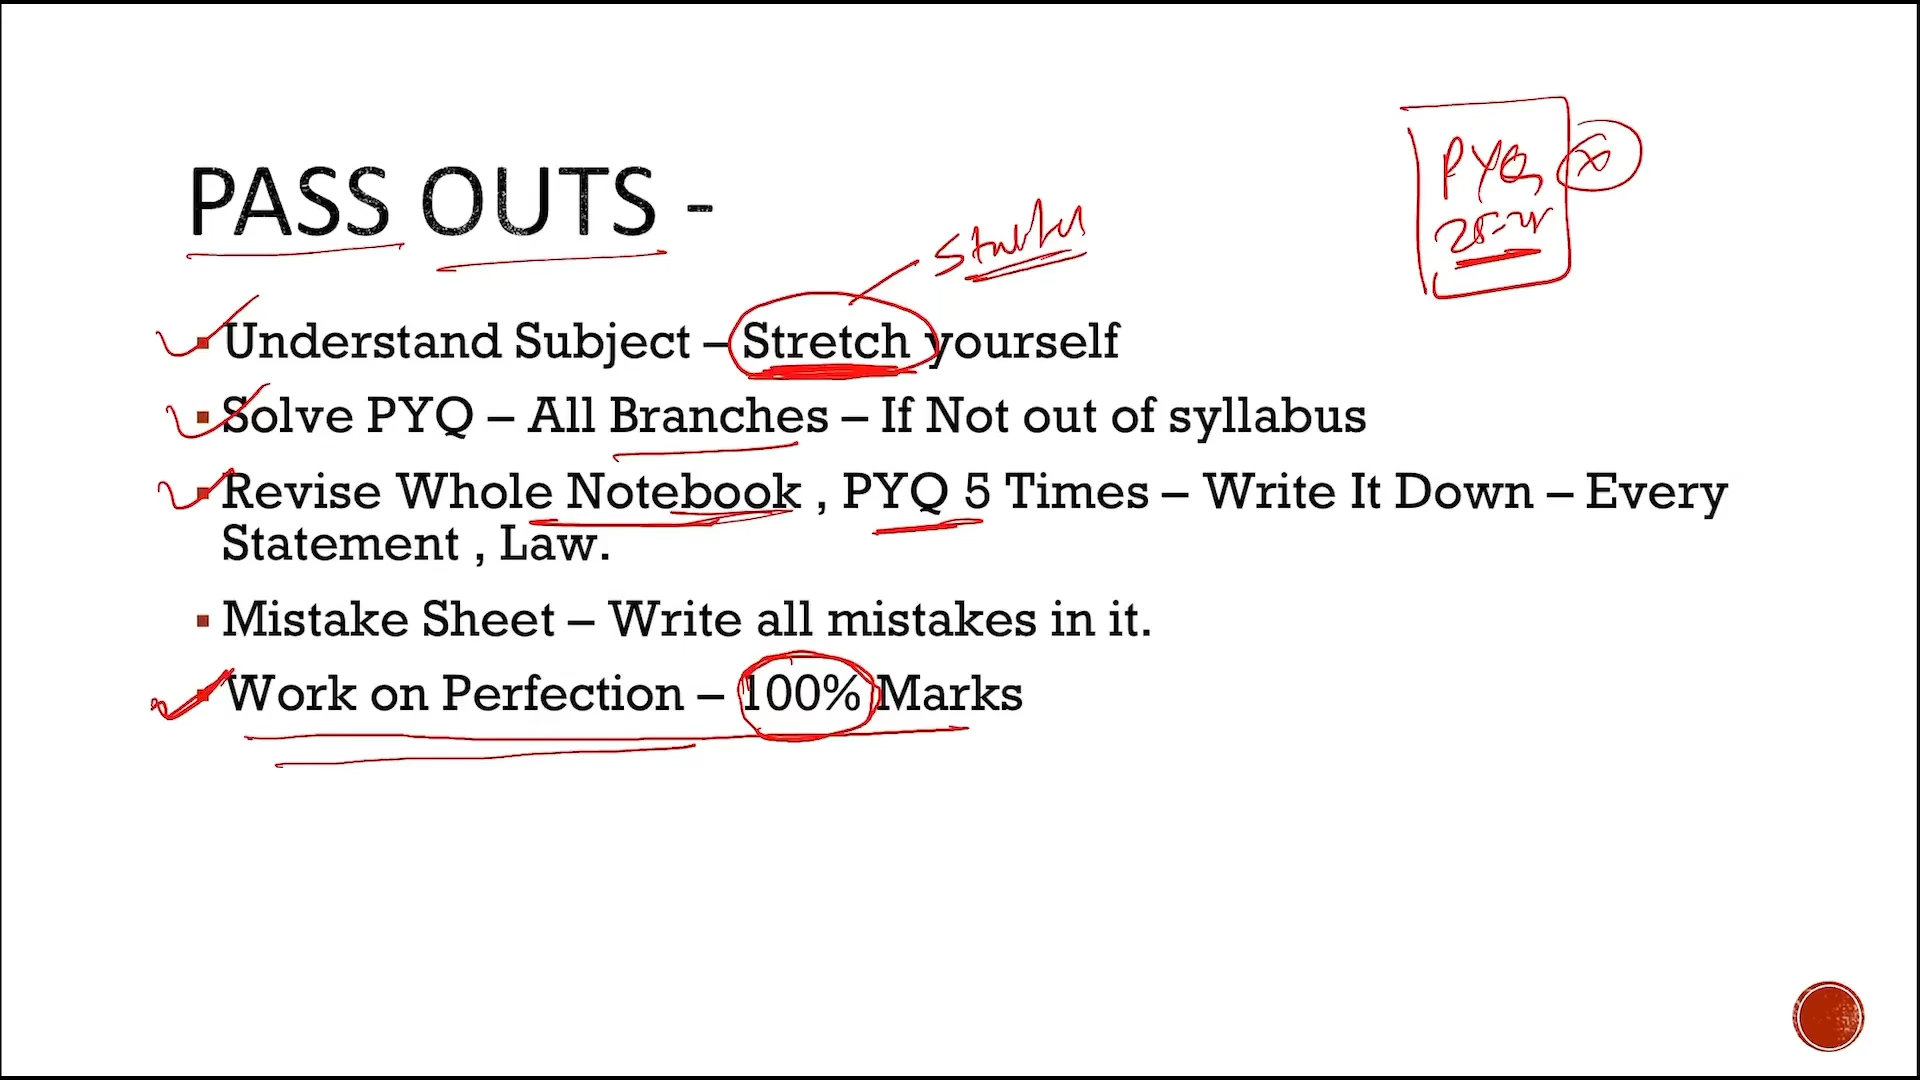 PASS OUTS -
PYQ
▪ Understand Subject – Stretch yourself
▪ Solve PYQ – All Branches – If Not out of syllabus
▪ Revise Whole Notebook , PYQ 5 Times – Write It Down – Every
Statement , Law.
▪ Mistake Sheet – Write all mistakes in it.
▪ Work on Perfection – 100% Marks